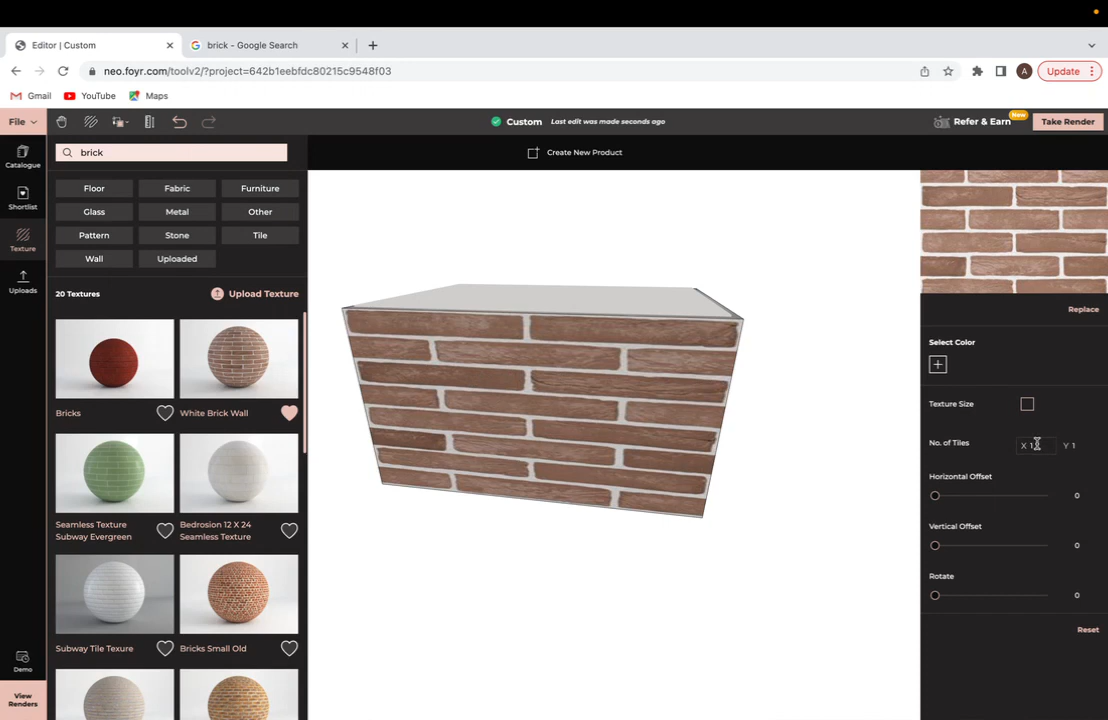 Editor | Custom
brick - Google Search
neo.foyr.com/toolv2/?project=642b1eebfdc80215c9548f03
A
Update
Gmail
YouTube
Maps
File
Custom
Last edit was made seconds ago
Refer & Earn
New
Take Render
Catalogue
Shortlist
Texture
Uploads
Demo
View
Renders
brick
Floor
Fabric
Furniture
Glass
Metal
Other
Pattern
Stone
Tile
Wall
Uploaded
20 Textures
Upload Texture
Bricks
White Brick Wall
Seamless Texture
Subway Evergreen
Bedrosion 12 X 24
Seamless Texture
Subway Tile Texure
Bricks Small Old
Create New Product
Replace
Select Color
Texture Size
No. of Tiles
X 1
Y 1
Horizontal Offset
0
Vertical Offset
0
Rotate
0
Reset